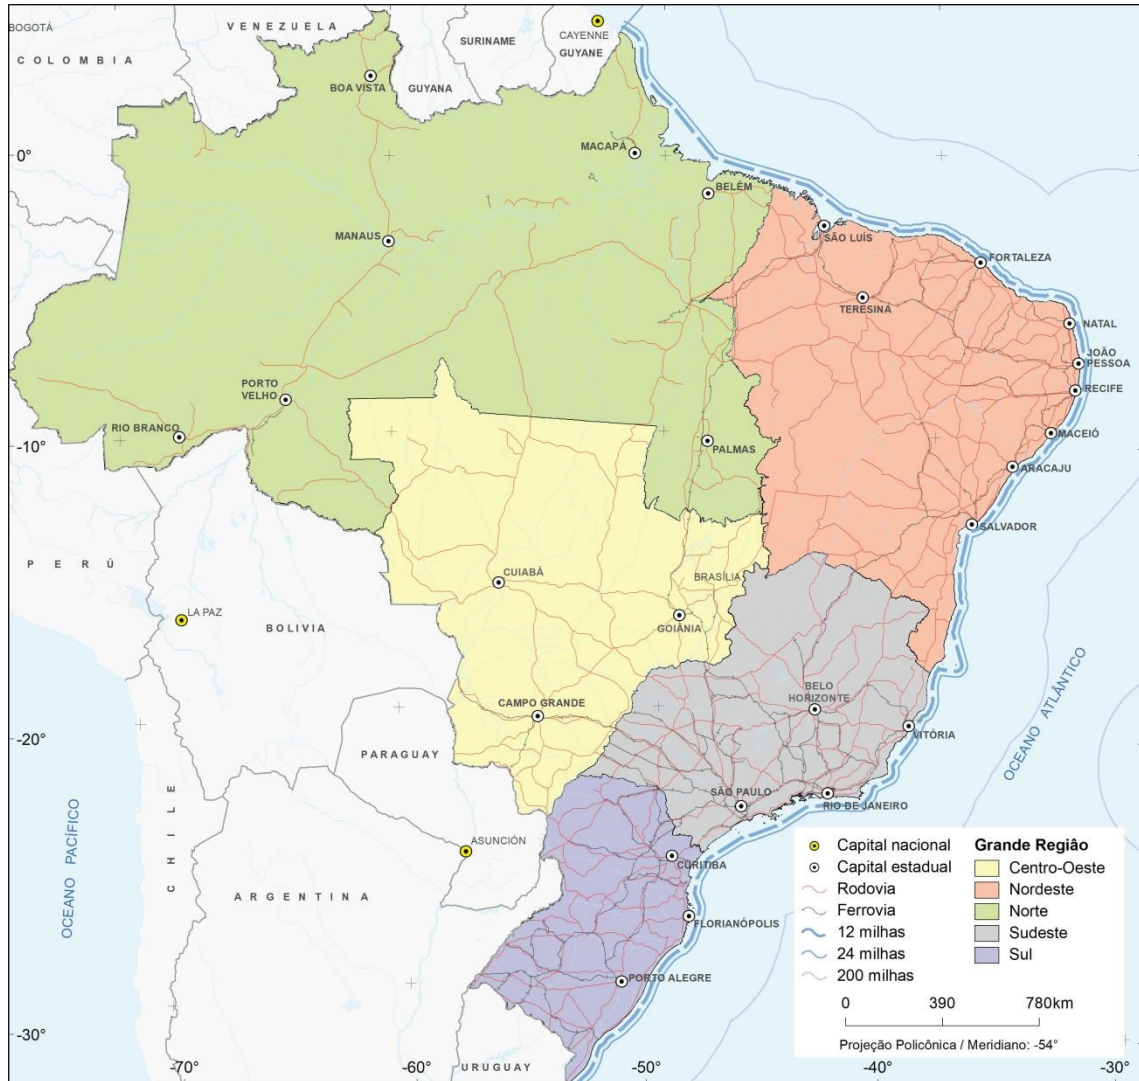 BOGOTÁ
VENEZUELA
CAYENNE
SURINAME
GUYANE
COLOMBIA
BOA VISTA
GUYANA
MACAPÁ
0°
BELÉM
MANAUS
SÃO LUÍS
FORTALEZA
TERESINA
NATAL
JOÃO
PESSOA
PORTO
VELHO
RECIFE
RIO BRANCO
MACEIÓ
-10°
PALMAS
ARACAJU
SALVADOR
PERÚ
CUIABÁ
BRASÍLIA
LA PAZ
BOLIVIA
GOIÂNIA
BELO
HORIZONTE
CAMPO GRANDE
OCEANO ATLÂNTICO
VITÓRIA
-20°
PARAGUAY
SÃO PAULO
RIO DE JANEIRO
OCEANO PACÍFICO
CHILE
ASUNCIÓN
CURITIBA
ARGENTINA
FLORIANÓPOLIS
PORTO ALEGRE
-30°
URUGUAY
-70°
-60°
-50°
-40°
-30°
Capital nacional
Capital estadual
Rodovia
Ferrovia
12 milhas
24 milhas
200 milhas
Grande Região
Centro-Oeste
Nordeste
Norte
Sudeste
Sul
0 390 780km
Projeção Policônica / Meridiano: -54°